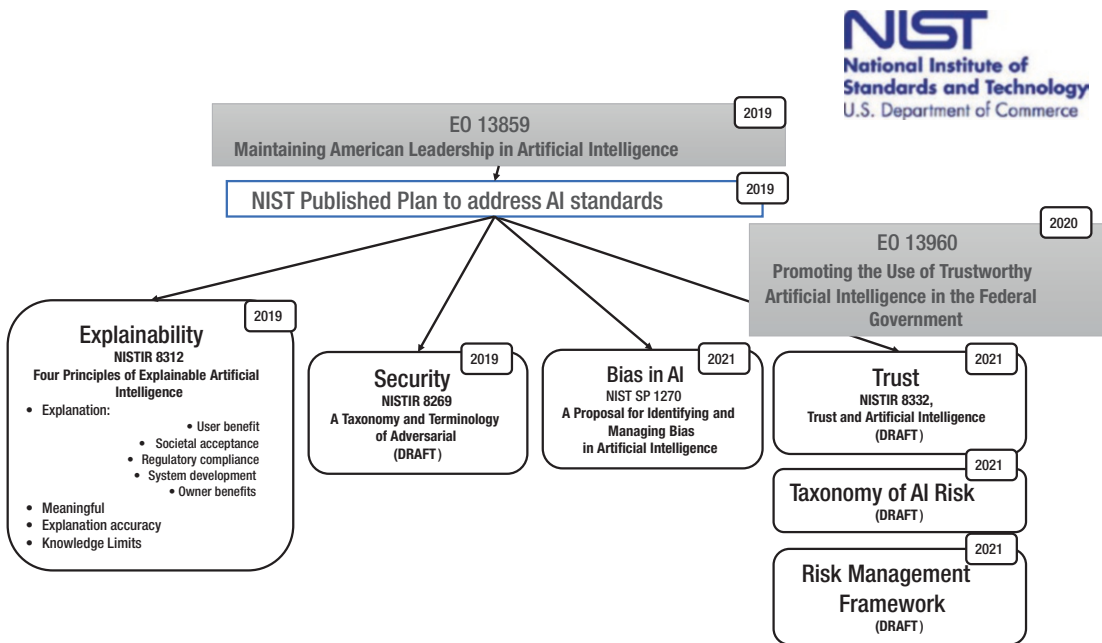 NIST
National Institute of
Standards and Technology
U.S. Department of Commerce
2019
EO 13859
Maintaining American Leadership in Artificial Intelligence
2019
NIST Published Plan to address AI standards
2020
EO 13960
Promoting the Use of Trustworthy
Artificial Intelligence in the Federal
Government
2019
Explainability
NISTIR 8312
Four Principles of Explainable Artificial
Intelligence
• Explanation:
• User benefit
• Societal acceptance
• Regulatory compliance
• System development
• Owner benefits
• Meaningful
• Explanation accuracy
• Knowledge Limits
2019
Security
NISTIR 8269
A Taxonomy and Terminology
of Adversarial
(DRAFT)
2021
Bias in AI
NIST SP 1270
A Proposal for Identifying and
Managing Bias
in Artificial Intelligence
2021
Trust
NISTIR 8332,
Trust and Artificial Intelligence
(DRAFT)
2021
Taxonomy of AI Risk
(DRAFT)
2021
Risk Management
Framework
(DRAFT)